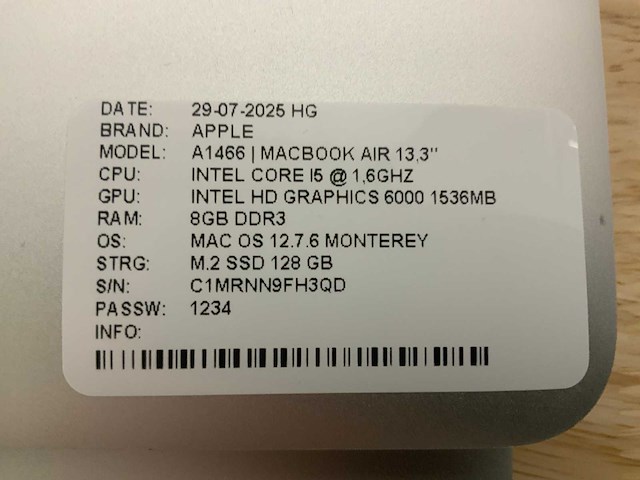 DATE: 29-07-2025 HG
BRAND: APPLE
MODEL: A1466 | MACBOOK AIR 13,3"
CPU: INTEL CORE I5 @ 1,6GHZ
GPU: INTEL HD GRAPHICS 6000 1536MB
RAM: 8GB DDR3
OS: MAC OS 12.7.6 MONTEREY
STRG: M.2 SSD 128 GB
S/N: C1MRNN9FH3QD
PASSW: 1234
INFO: